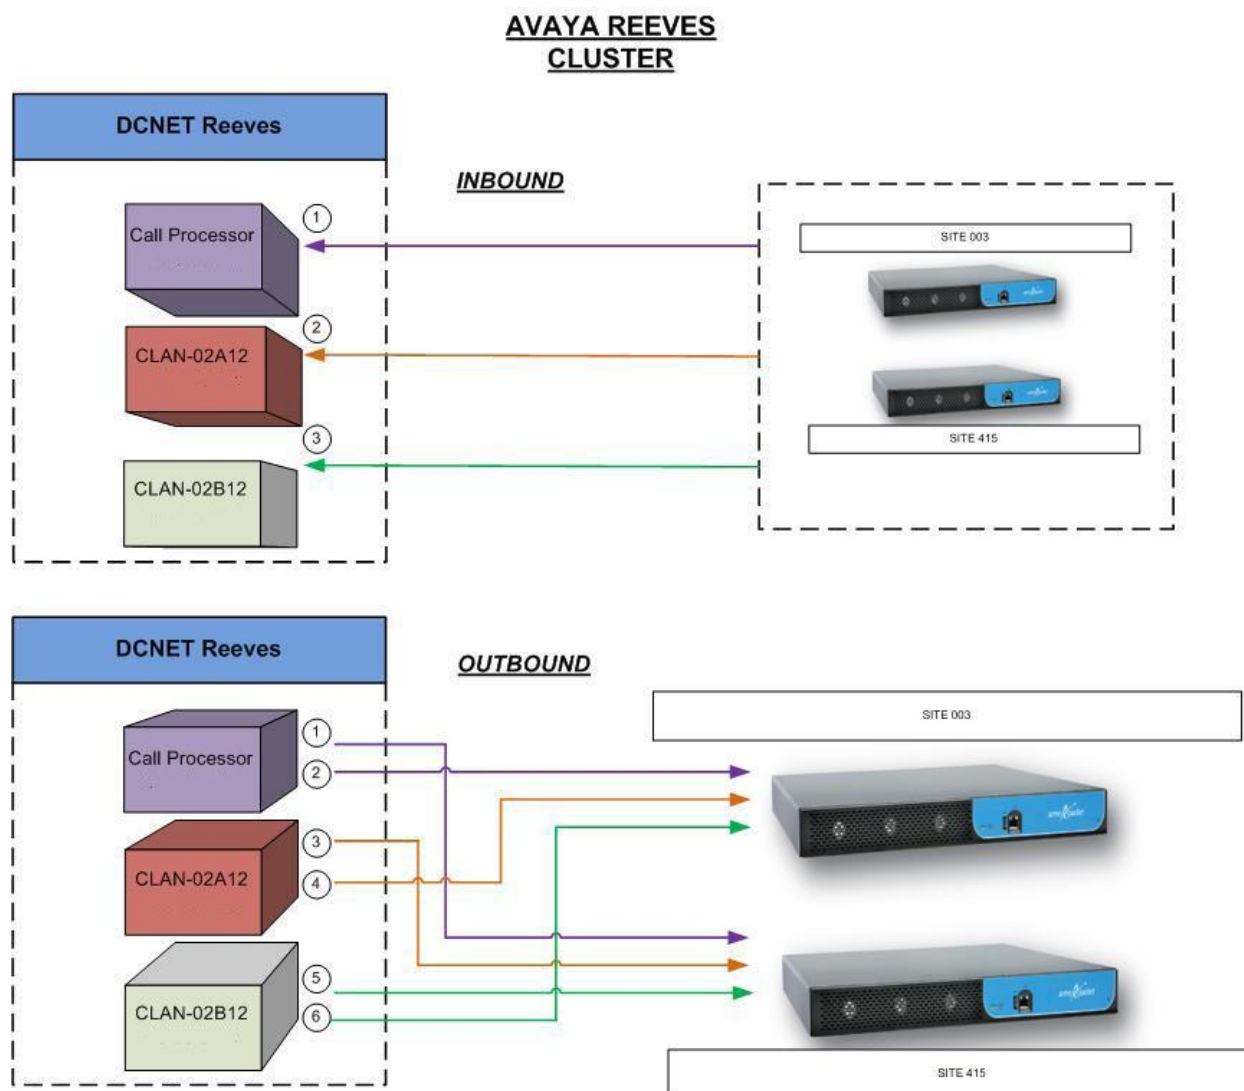 AVAYA REEVES
CLUSTER
DCNET Reeves
INBOUND
Call Processor
1
CLAN-02A12
2
CLAN-02B12
3
SITE 003
SITE 415
DCNET Reeves
OUTBOUND
Call Processor
1
2
CLAN-02A12
3
4
CLAN-02B12
5
6
SITE 003
SITE 415